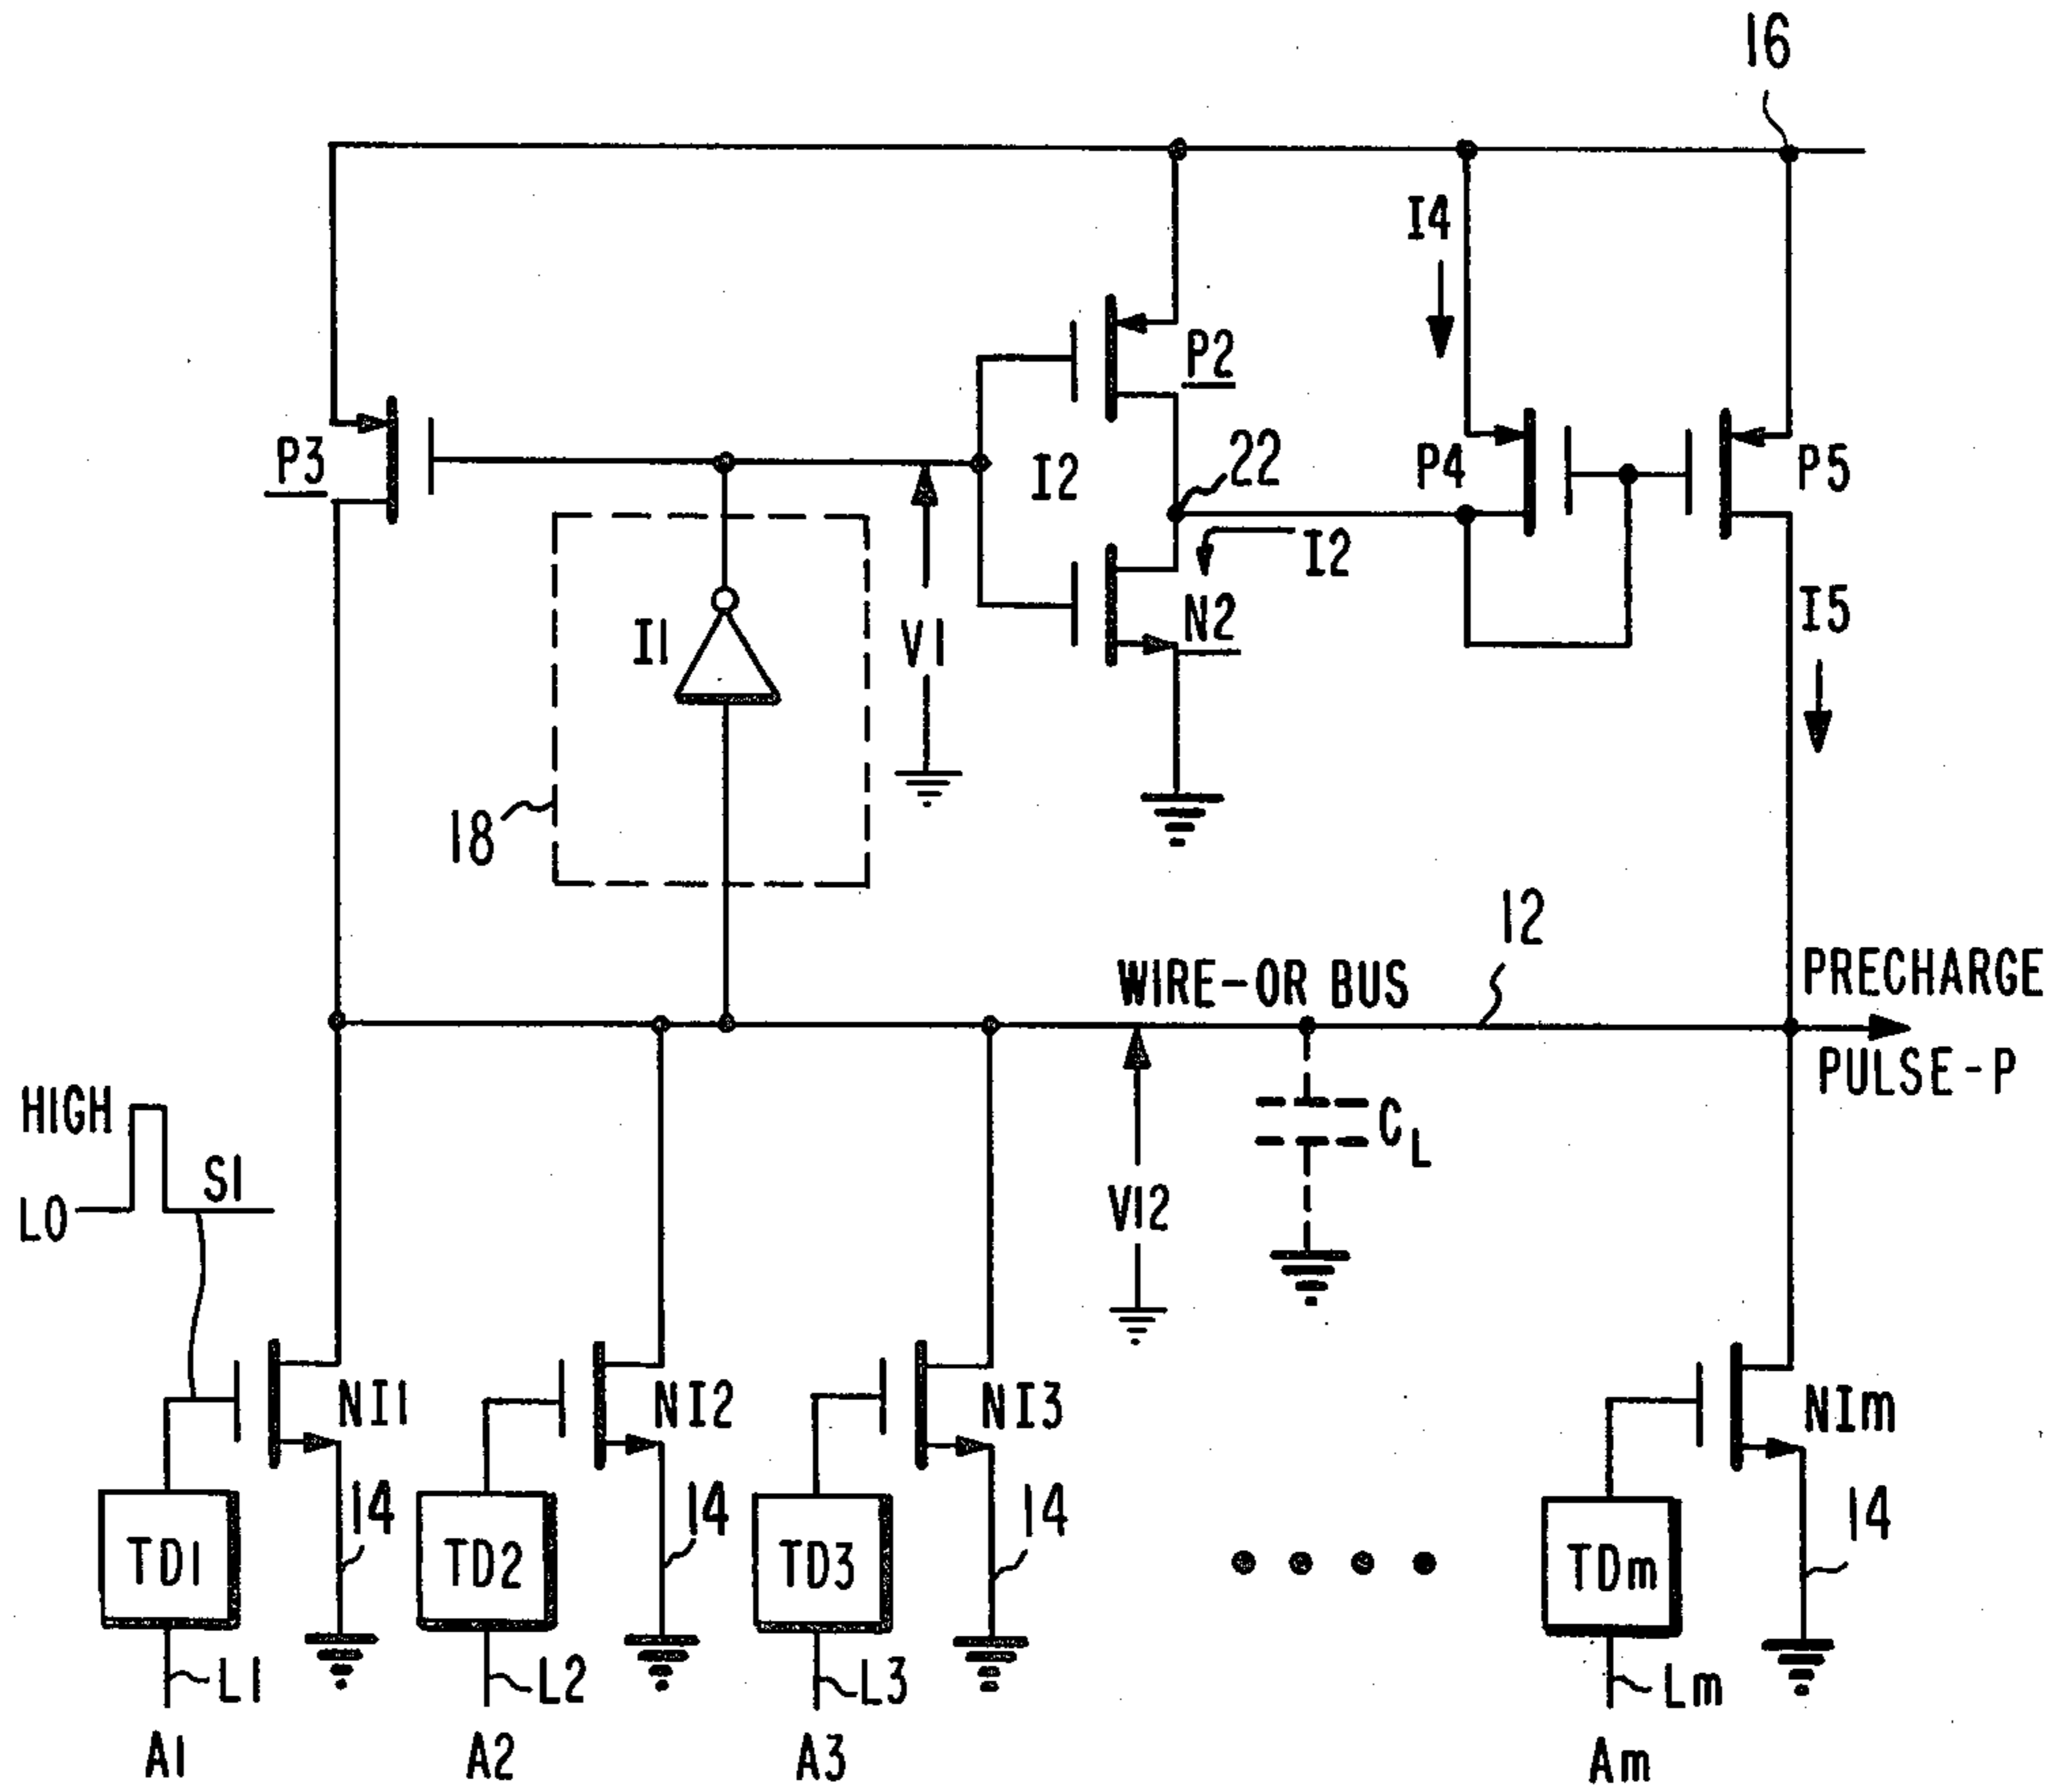 16
I4
P2
P3
I2
22
P4
P5
I2
I1
V1
N2
I5
18
12
WIRE-OR BUS
PRECHARGE
PULSE-P
HIGH
CL
S1
LO
V12
NI1
NI2
NI3
NIm
14
14
14
14
TD1
TD2
TD3
TDm
L1
L2
L3
Lm
A1
A2
A3
Am